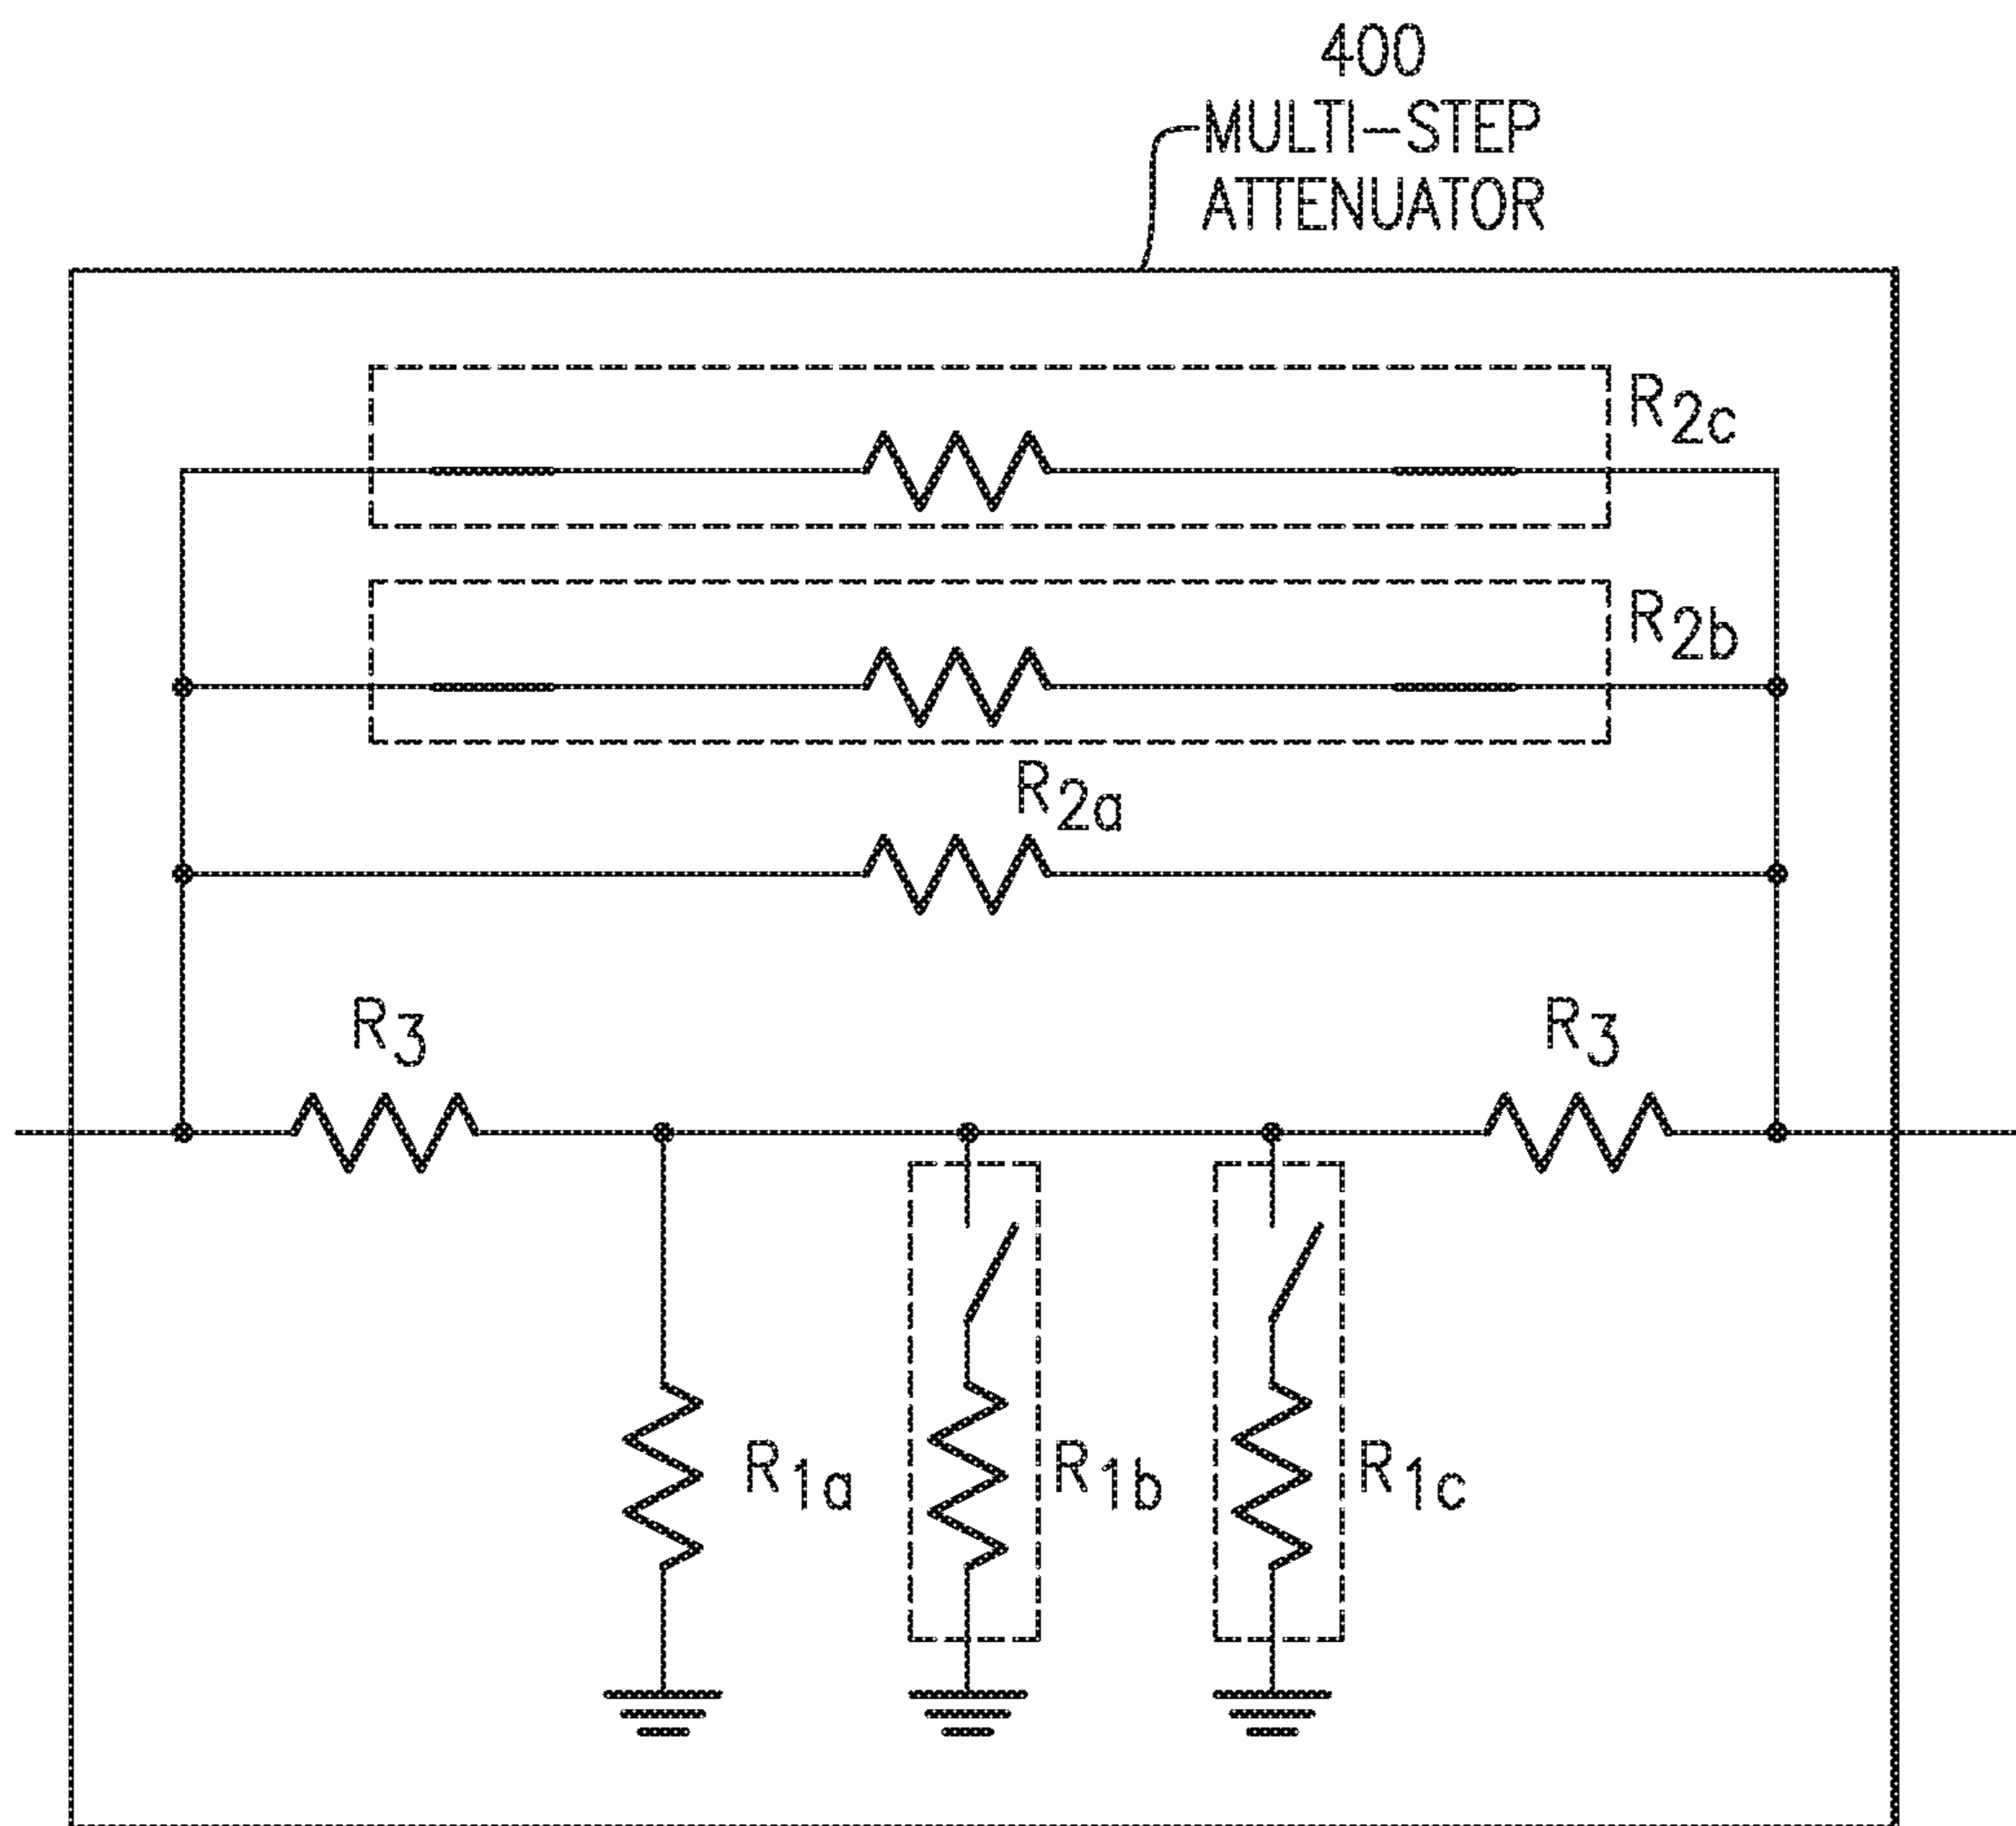 400
MULTI-STEP
ATTENUATOR
R2c
R2b
R2a
R3
R3
R1a
R1b
R1c